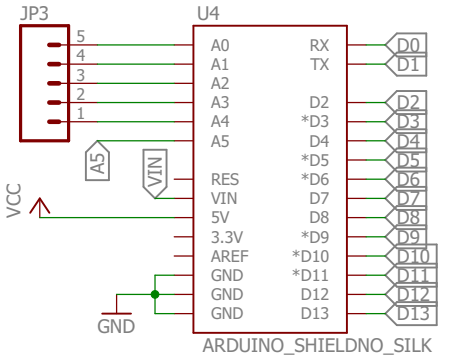 JP3
U4
5
4
3
2
1
A0
A1
A2
A3
A4
A5
RES
VIN
5V
3.3V
AREF
GND
GND
GND
RX
TX
D2
*D3
D4
*D5
*D6
D7
D8
*D9
*D10
*D11
D12
D13
D0
D1
D2
D3
D4
D5
D6
D7
D8
D9
D10
D11
D12
D13
A5
VIN
VCC
GND
ARDUINO_SHIELDNO_SILK